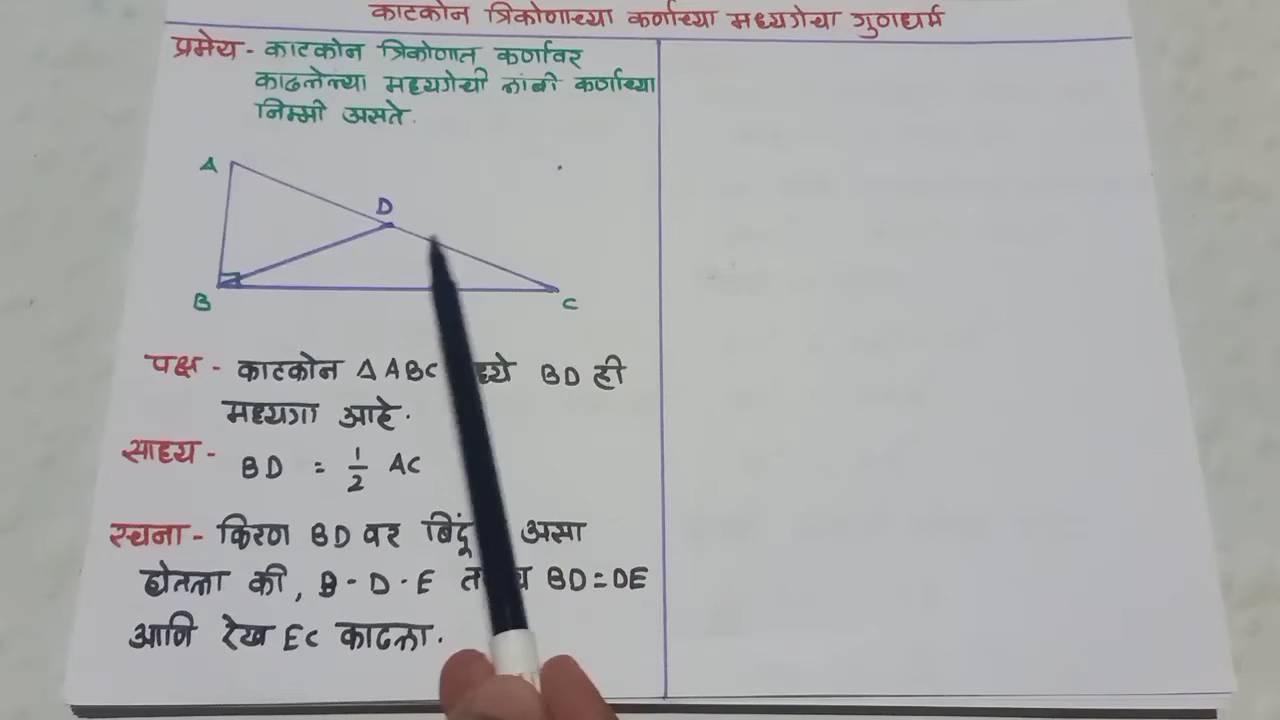 काटकोन त्रिकोणाच्या कर्णाच्या मध्यगेचा गुणधर्म
प्रमेय - काटकोन त्रिकोणात कर्णावर
काढलेल्या मध्यगेची लांबी कर्णाच्या
निम्मी असते.
A
D
B
C
पक्ष - काटकोन ΔABC BD ही
मध्यगा आहे.
साध्य - BD = 1/2 AC
रचना - किरण BD वर बिंदू असा
घेतला की, B - D - E BD = DE
आणि रेख EC काढला.